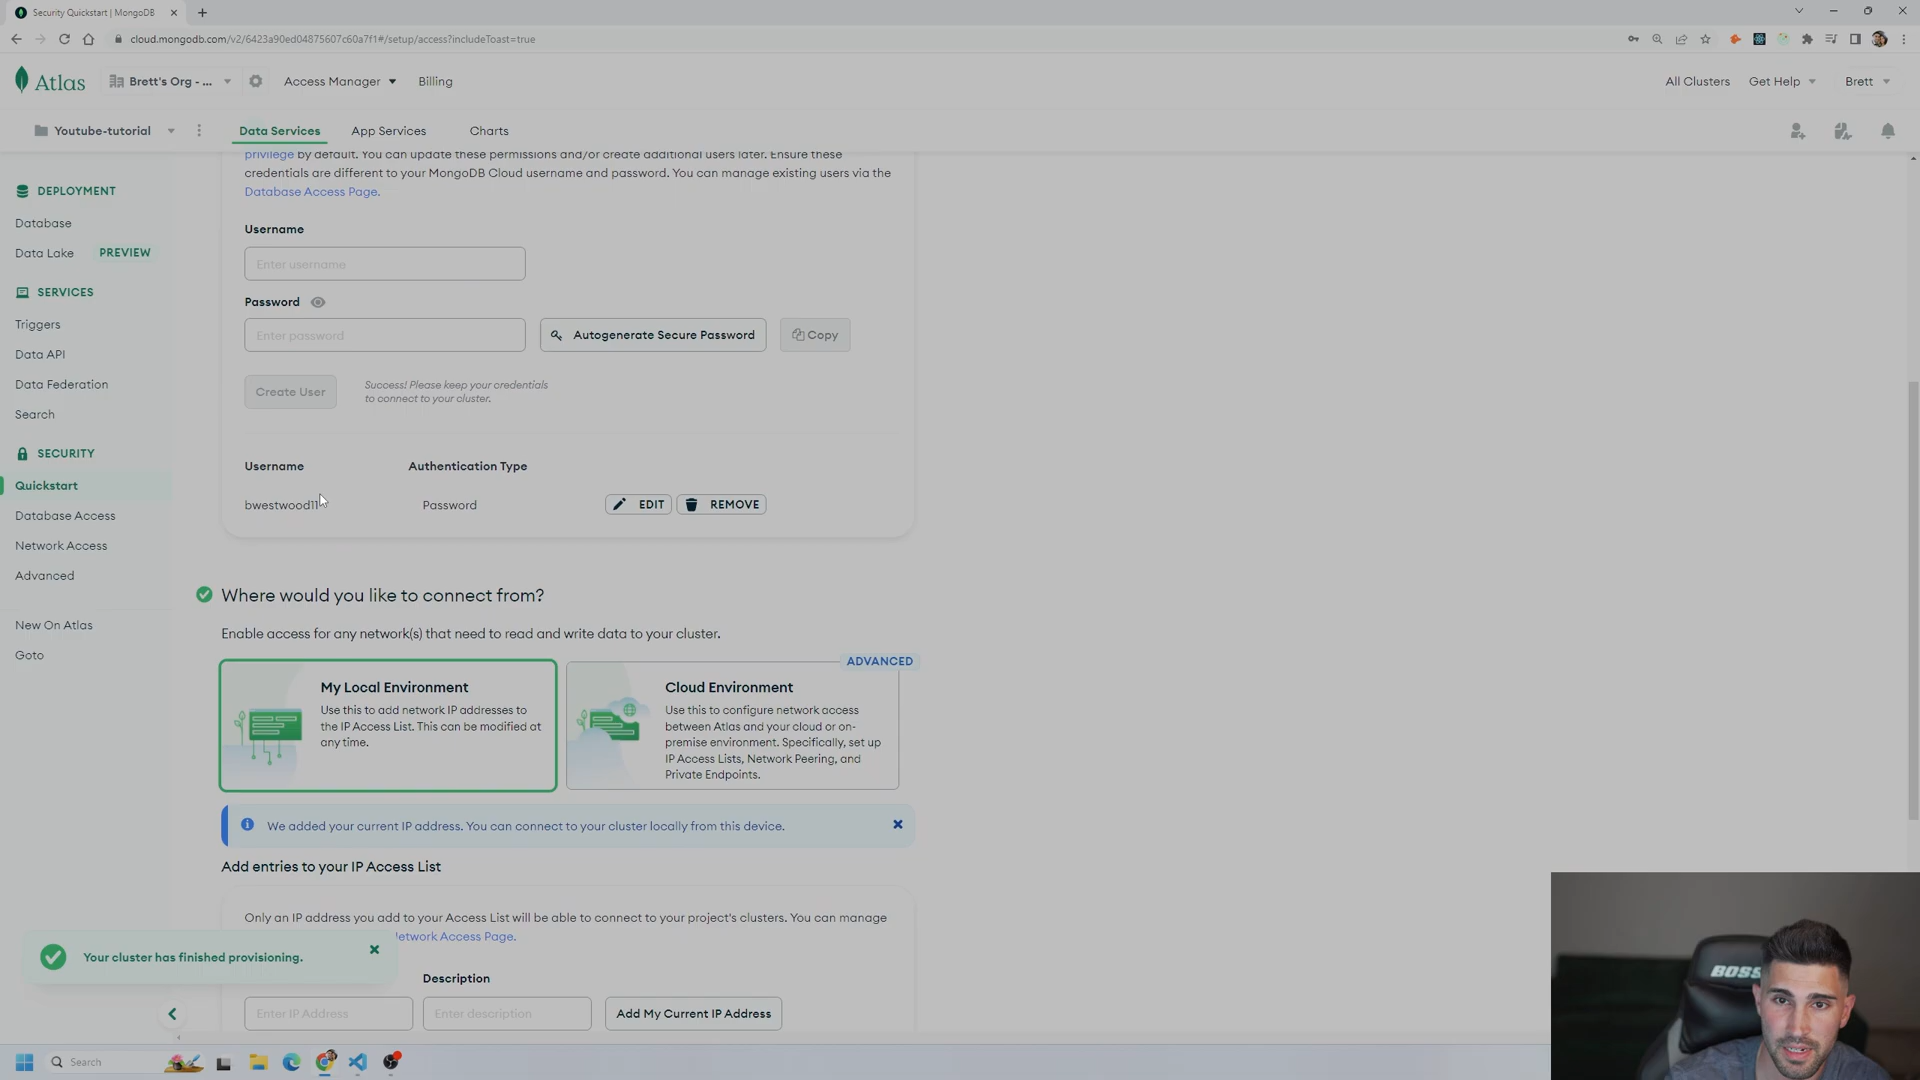 Security Quickstart | MongoDB
cloud.mongodb.com/v2/6423a90ed04875607c60a7f1#/setup/access?includeToast=true
Atlas
Brett's Org - ...
Access Manager
Billing
All Clusters
Get Help
Brett
Youtube-tutorial
Data Services
App Services
Charts
privilege by default. You can update these permissions and/or create additional users later. Ensure these
credentials are different to your MongoDB Cloud username and password. You can manage existing users via the
Database Access Page.
DEPLOYMENT
Database
Data Lake PREVIEW
SERVICES
Triggers
Data API
Data Federation
Search
SECURITY
Quickstart
Database Access
Network Access
Advanced
New On Atlas
Goto
Username
Enter username
Password
Enter password
Autogenerate Secure Password
Copy
Create User
Success! Please keep your credentials
to connect to your cluster.
Username
Authentication Type
bwestwood11
Password
EDIT
REMOVE
Where would you like to connect from?
Enable access for any network(s) that need to read and write data to your cluster.
My Local Environment
Use this to add network IP addresses to
the IP Access List. This can be modified at
any time.
ADVANCED
Cloud Environment
Use this to configure network access
between Atlas and your cloud or on-
premise environment. Specifically, set up
IP Access Lists, Network Peering, and
Private Endpoints.
We added your current IP address. You can connect to your cluster locally from this device.
Add entries to your IP Access List
Only an IP address you add to your Access List will be able to connect to your project's clusters. You can manage
etwork Access Page.
Your cluster has finished provisioning.
Description
Enter IP Address
Enter description
Add My Current IP Address
Search
BOSS